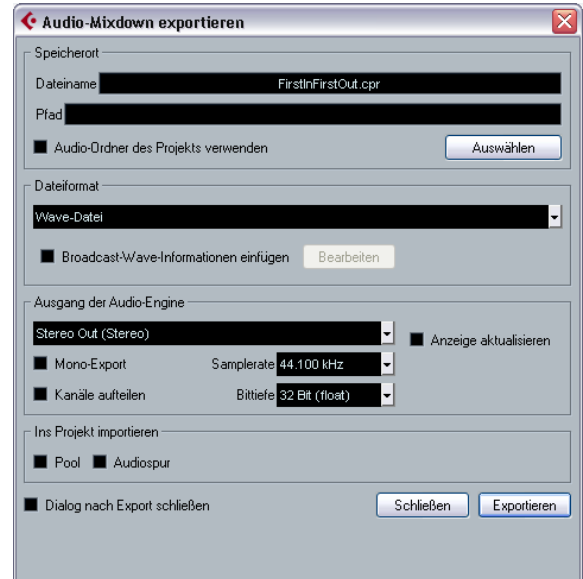 Audio-Mixdown exportieren
Speicherort
Dateiname FirstInFirstOut.cpr
Pfad
Audio-Ordner des Projekts verwenden Auswählen
Dateiformat
Wave-Datei
Broadcast-Wave-Informationen einfügen Bearbeiten
Ausgang der Audio-Engine
Stereo Out (Stereo) Anzeige aktualisieren
Mono-Export Samplerate 44.100 kHz
Kanäle aufteilen Bittiefe 32 Bit (float)
Ins Projekt importieren
Pool Audiospur
Dialog nach Export schließen Schließen Exportieren